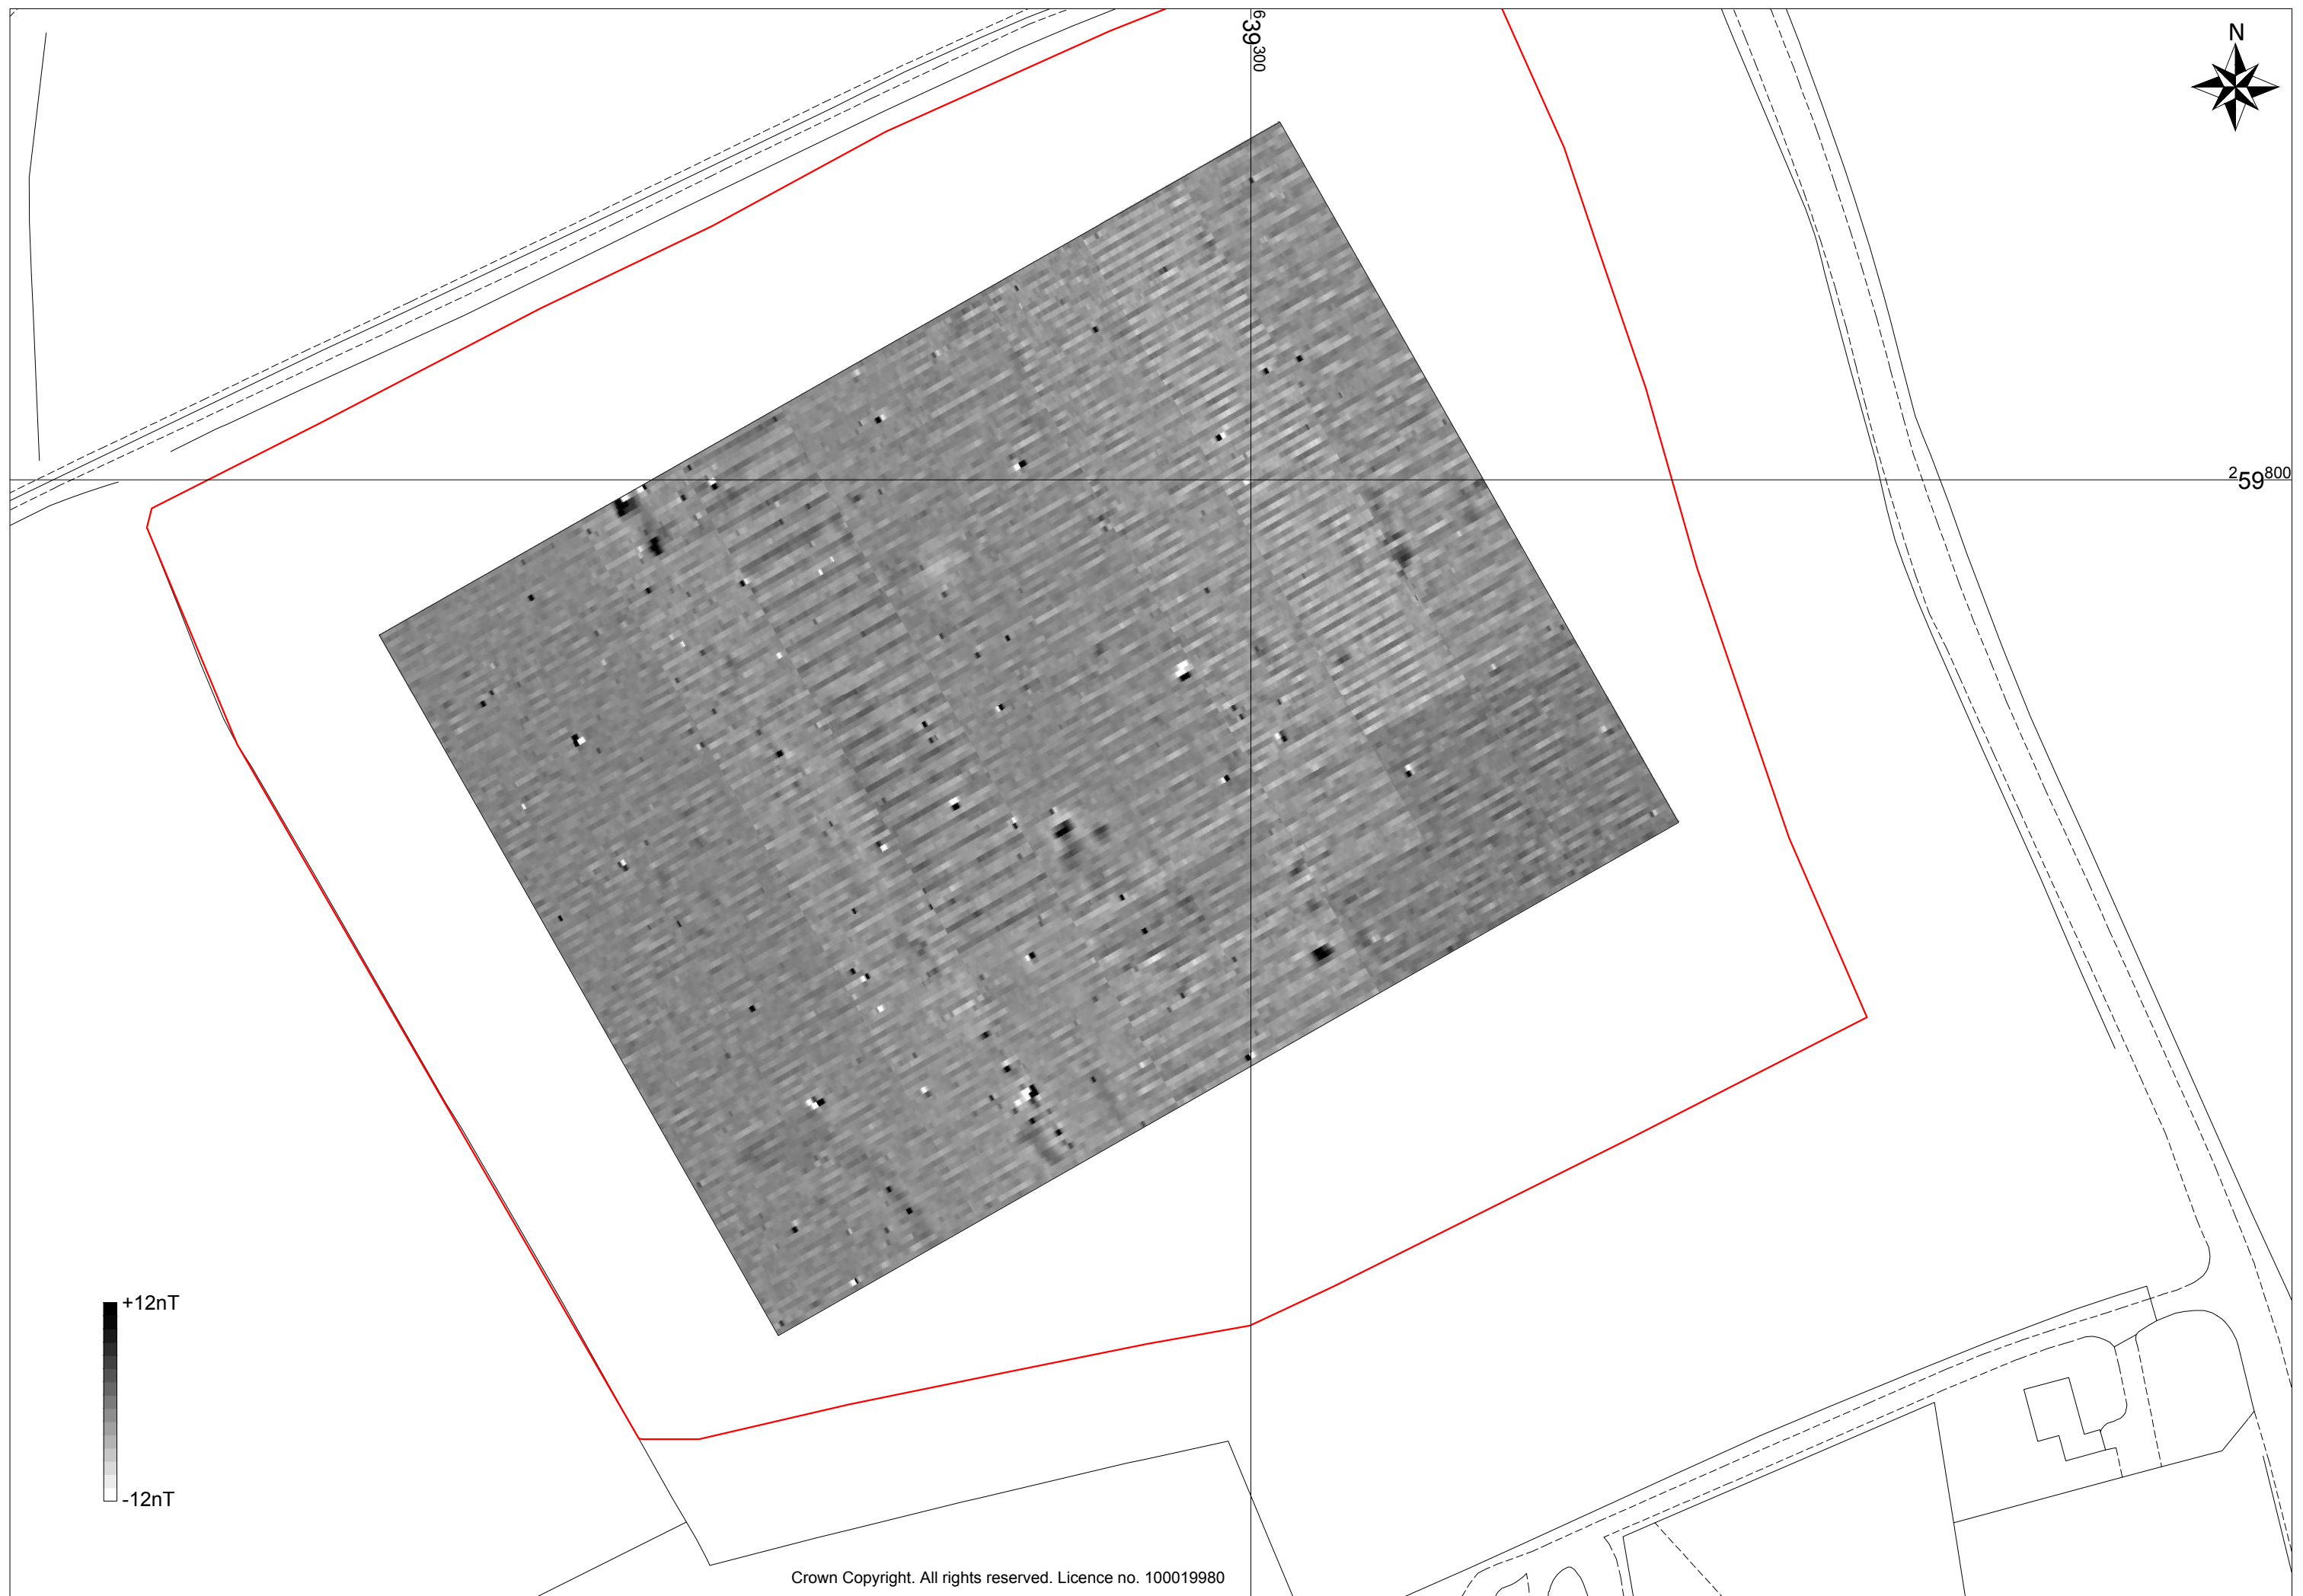 N
⁶39³⁰⁰
²59⁸⁰⁰
+12nT
-12nT
Crown Copyright. All rights reserved. Licence no. 100019980